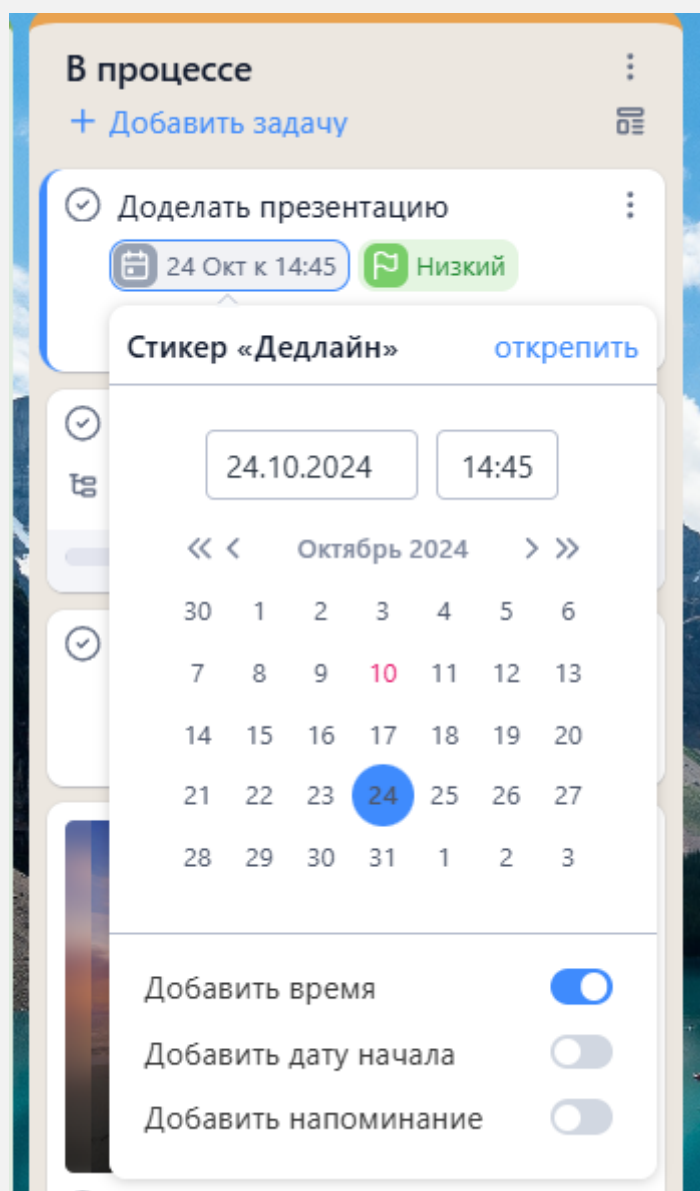 В процессе
+ Добавить задачу
Доделать презентацию
24 Окт к 14:45 Низкий
Стикер «Дедлайн» открепить
24.10.2024 14:45
Октябрь 2024
30 1 2 3 4 5 6
7 8 9 10 11 12 13
14 15 16 17 18 19 20
21 22 23 24 25 26 27
28 29 30 31 1 2 3
Добавить время
Добавить дату начала
Добавить напоминание